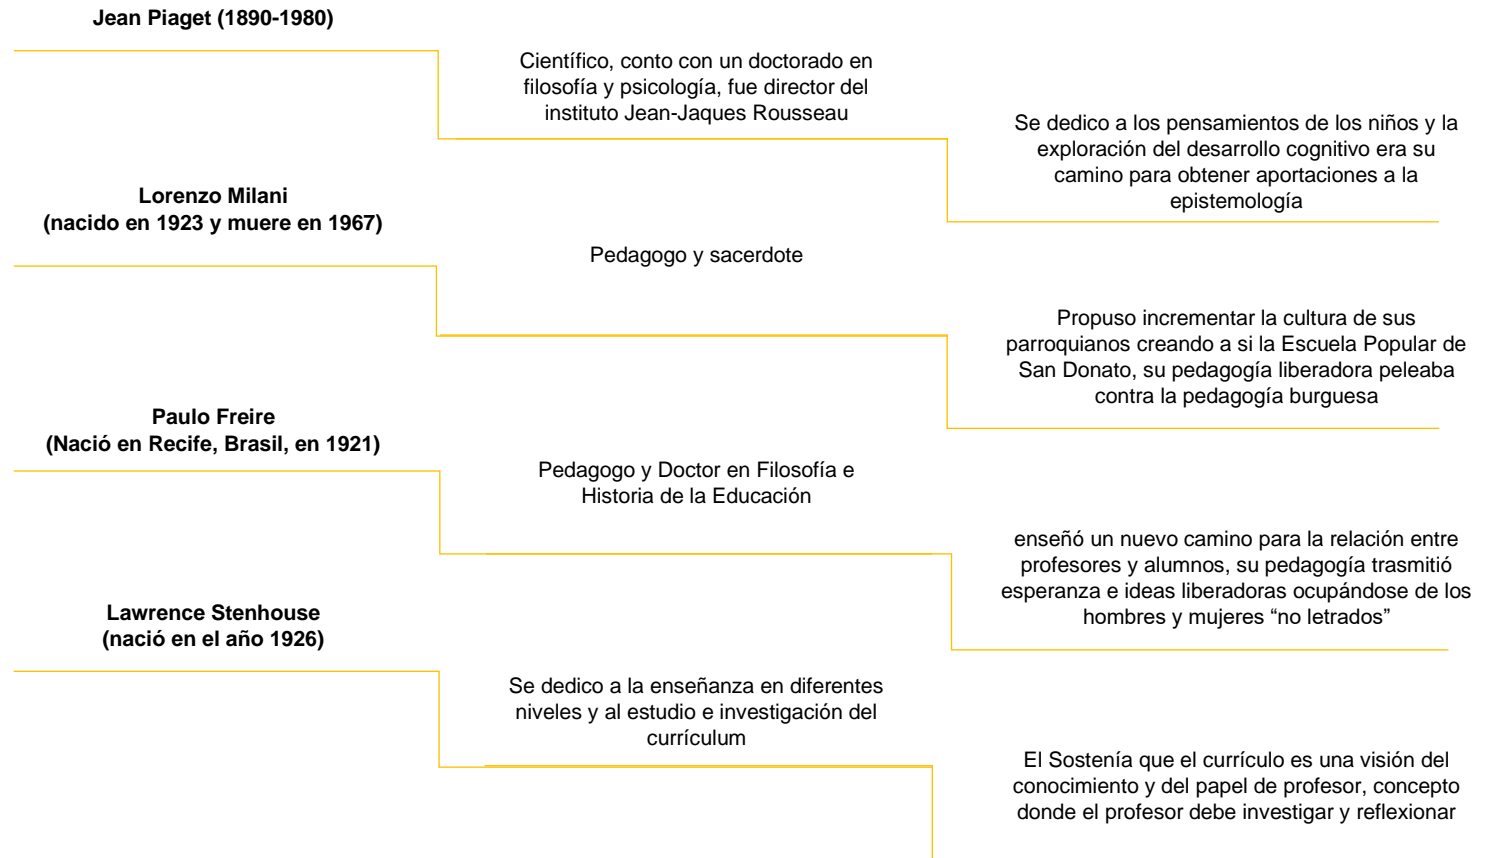 Jean Piaget (1890-1980)
Científico, conto con un doctorado en
filosofía y psicología, fue director del
instituto Jean-Jaques Rousseau
Se dedico a los pensamientos de los niños y la
exploración del desarrollo cognitivo era su
camino para obtener aportaciones a la
epistemología
Lorenzo Milani
(nacido en 1923 y muere en 1967)
Pedagogo y sacerdote
Propuso incrementar la cultura de sus
parroquianos creando a si la Escuela Popular de
San Donato, su pedagogía liberadora peleaba
contra la pedagogía burguesa
Paulo Freire
(Nació en Recife, Brasil, en 1921)
Pedagogo y Doctor en Filosofía e
Historia de la Educación
enseñó un nuevo camino para la relación entre
profesores y alumnos, su pedagogía trasmitió
esperanza e ideas liberadoras ocupándose de los
hombres y mujeres “no letrados”
Lawrence Stenhouse
(nació en el año 1926)
Se dedico a la enseñanza en diferentes
niveles y al estudio e investigación del
currículum
El Sostenía que el currículo es una visión del
conocimiento y del papel de profesor, concepto
donde el profesor debe investigar y reflexionar